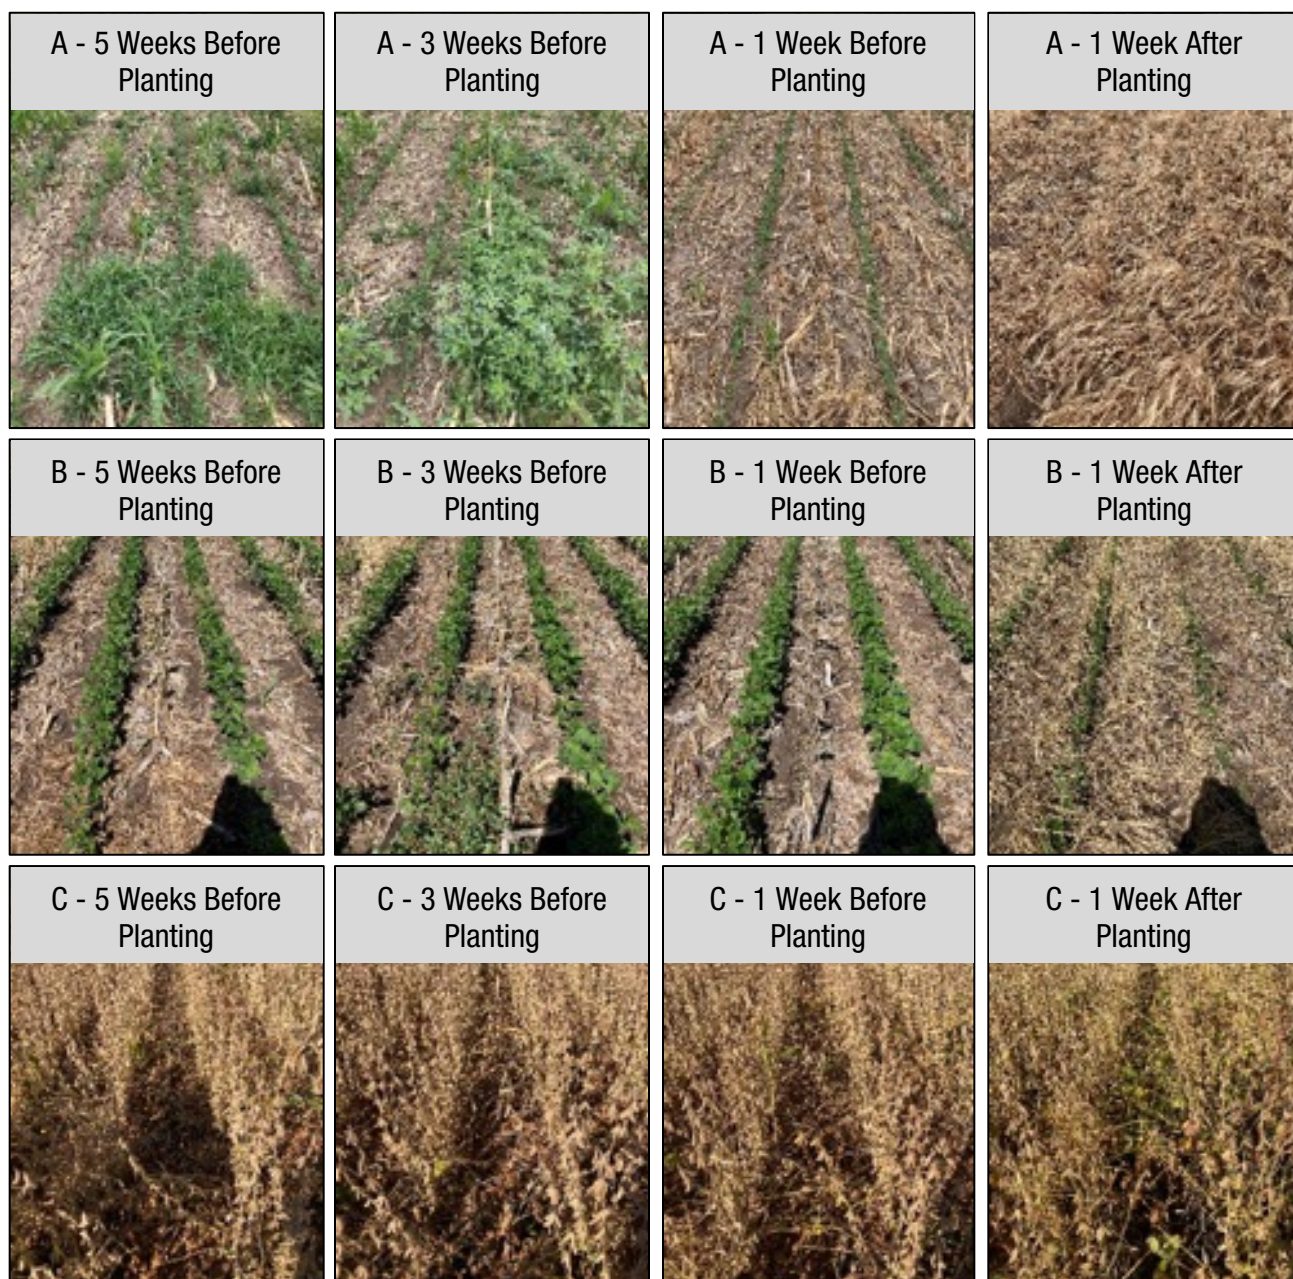 A - 5 Weeks Before
Planting
A - 3 Weeks Before
Planting
A - 1 Week Before
Planting
A - 1 Week After
Planting
B - 5 Weeks Before
Planting
B - 3 Weeks Before
Planting
B - 1 Week Before
Planting
B - 1 Week After
Planting
C - 5 Weeks Before
Planting
C - 3 Weeks Before
Planting
C - 1 Week Before
Planting
C - 1 Week After
Planting